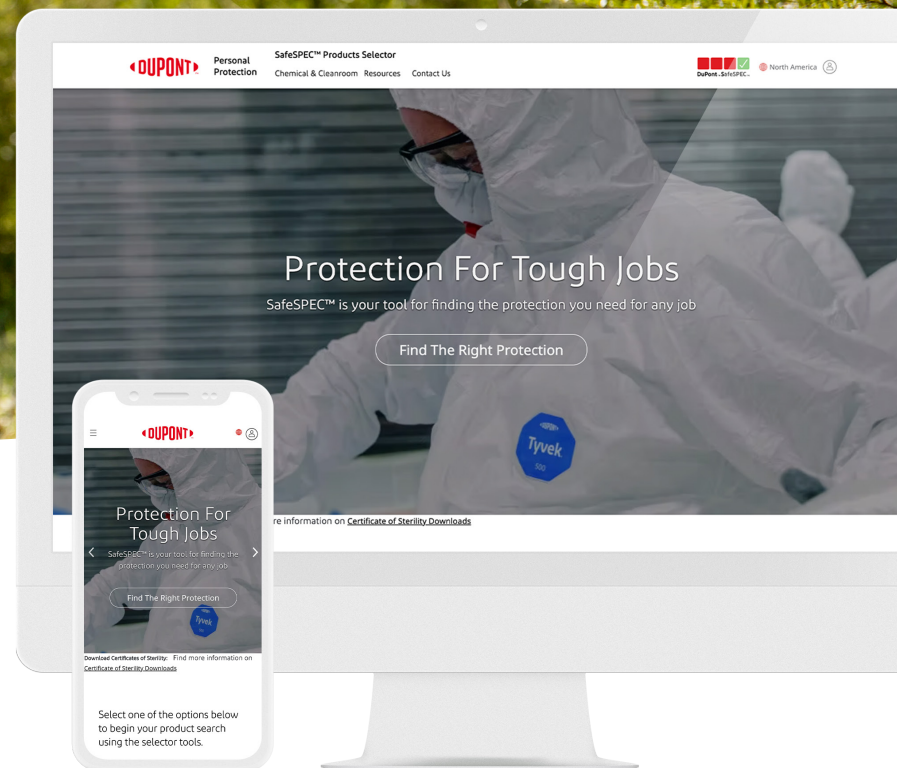 DUPONT
Personal
Protection
SafeSPEC™ Products Selector
Chemical & Cleanroom Resources Contact Us
DuPont™ SafeSPEC™
North America
Protection For Tough Jobs
SafeSPEC™ is your tool for finding the protection you need for any job
Find The Right Protection
Tyvek
500
re information on Certificate of Sterility Downloads
DUPONT
Protection For
Tough Jobs
SafeSPEC™ is your tool for finding the
protection you need for any job
Find The Right Protection
Tyvek
Download Certificates of Sterility: Find more information on
Certificate of Sterility Downloads
Select one of the options below
to begin your product search
using the selector tools.